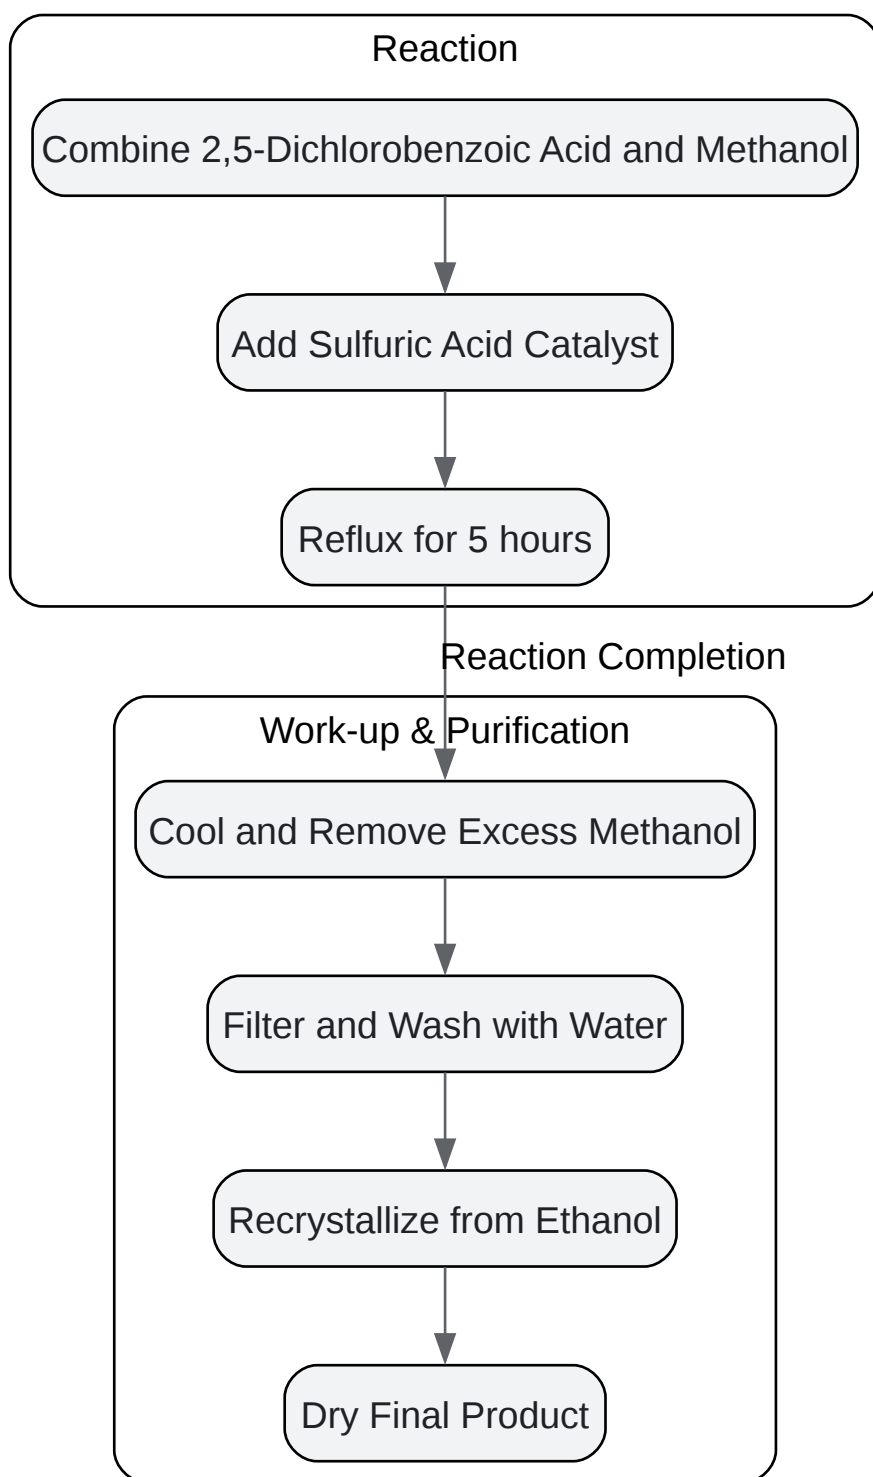 Reaction
Combine 2,5-Dichlorobenzoic Acid and Methanol
Add Sulfuric Acid Catalyst
Reflux for 5 hours
Reaction Completion
Work-up & Purification
Cool and Remove Excess Methanol
Filter and Wash with Water
Recrystallize from Ethanol
Dry Final Product